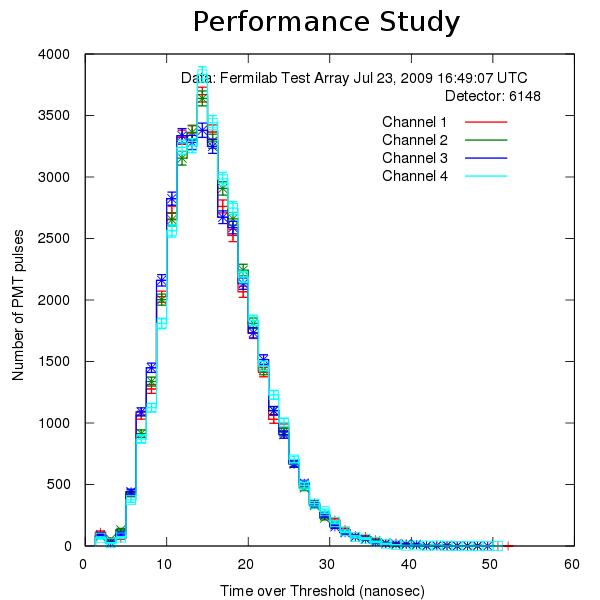 Performance Study
Data: Fermilab Test Array Jul 23, 2009 16:49:07 UTC
Detector: 6148
Channel 1
Channel 2
Channel 3
Channel 4
Number of PMT pulses
4000
3500
3000
2500
2000
1500
1000
500
0
0 10 20 30 40 50 60
Time over Threshold (nanosec)